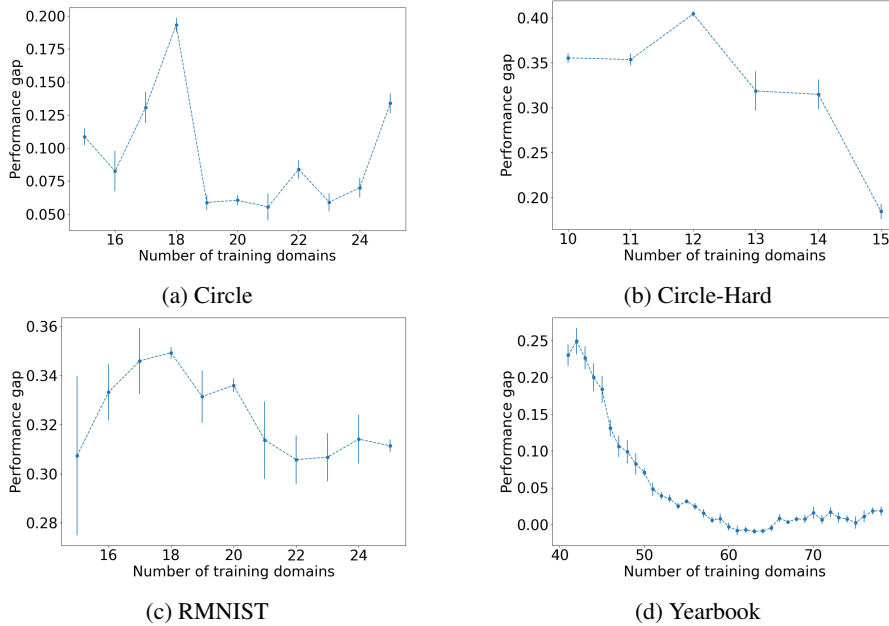 0.200
0.175
0.150
0.125
0.100
0.075
0.050
Performance gap
16 18 20 22 24
Number of training domains
(a) Circle
0.40
0.35
0.30
0.25
0.20
Performance gap
10 11 12 13 14 15
Number of training domains
(b) Circle-Hard
0.36
0.34
0.32
0.30
0.28
Performance gap
16 18 20 22 24
Number of training domains
(c) RMNIST
0.25
0.20
0.15
0.10
0.05
0.00
Performance gap
40 50 60 70
Number of training domains
(d) Yearbook